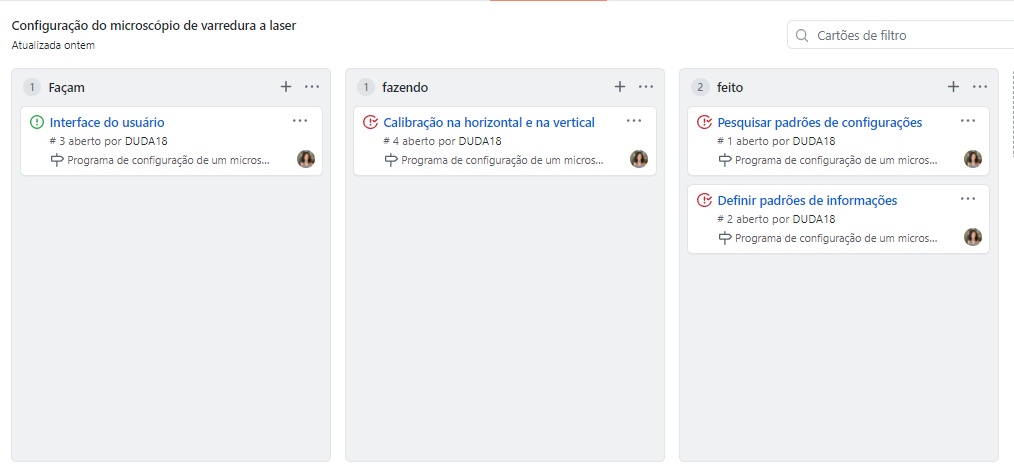 Configuração do microscópio de varredura a laser
Atualizada ontem
Cartões de filtro
1 Façam
Interface do usuário
# 3 aberto por DUDA18
Programa de configuração de um micros...
1 fazendo
Calibração na horizontal e na vertical
# 4 aberto por DUDA18
Programa de configuração de um micros...
2 feito
Pesquisar padrões de configurações
# 1 aberto por DUDA18
Programa de configuração de um micros...
Definir padrões de informações
# 2 aberto por DUDA18
Programa de configuração de um micros...